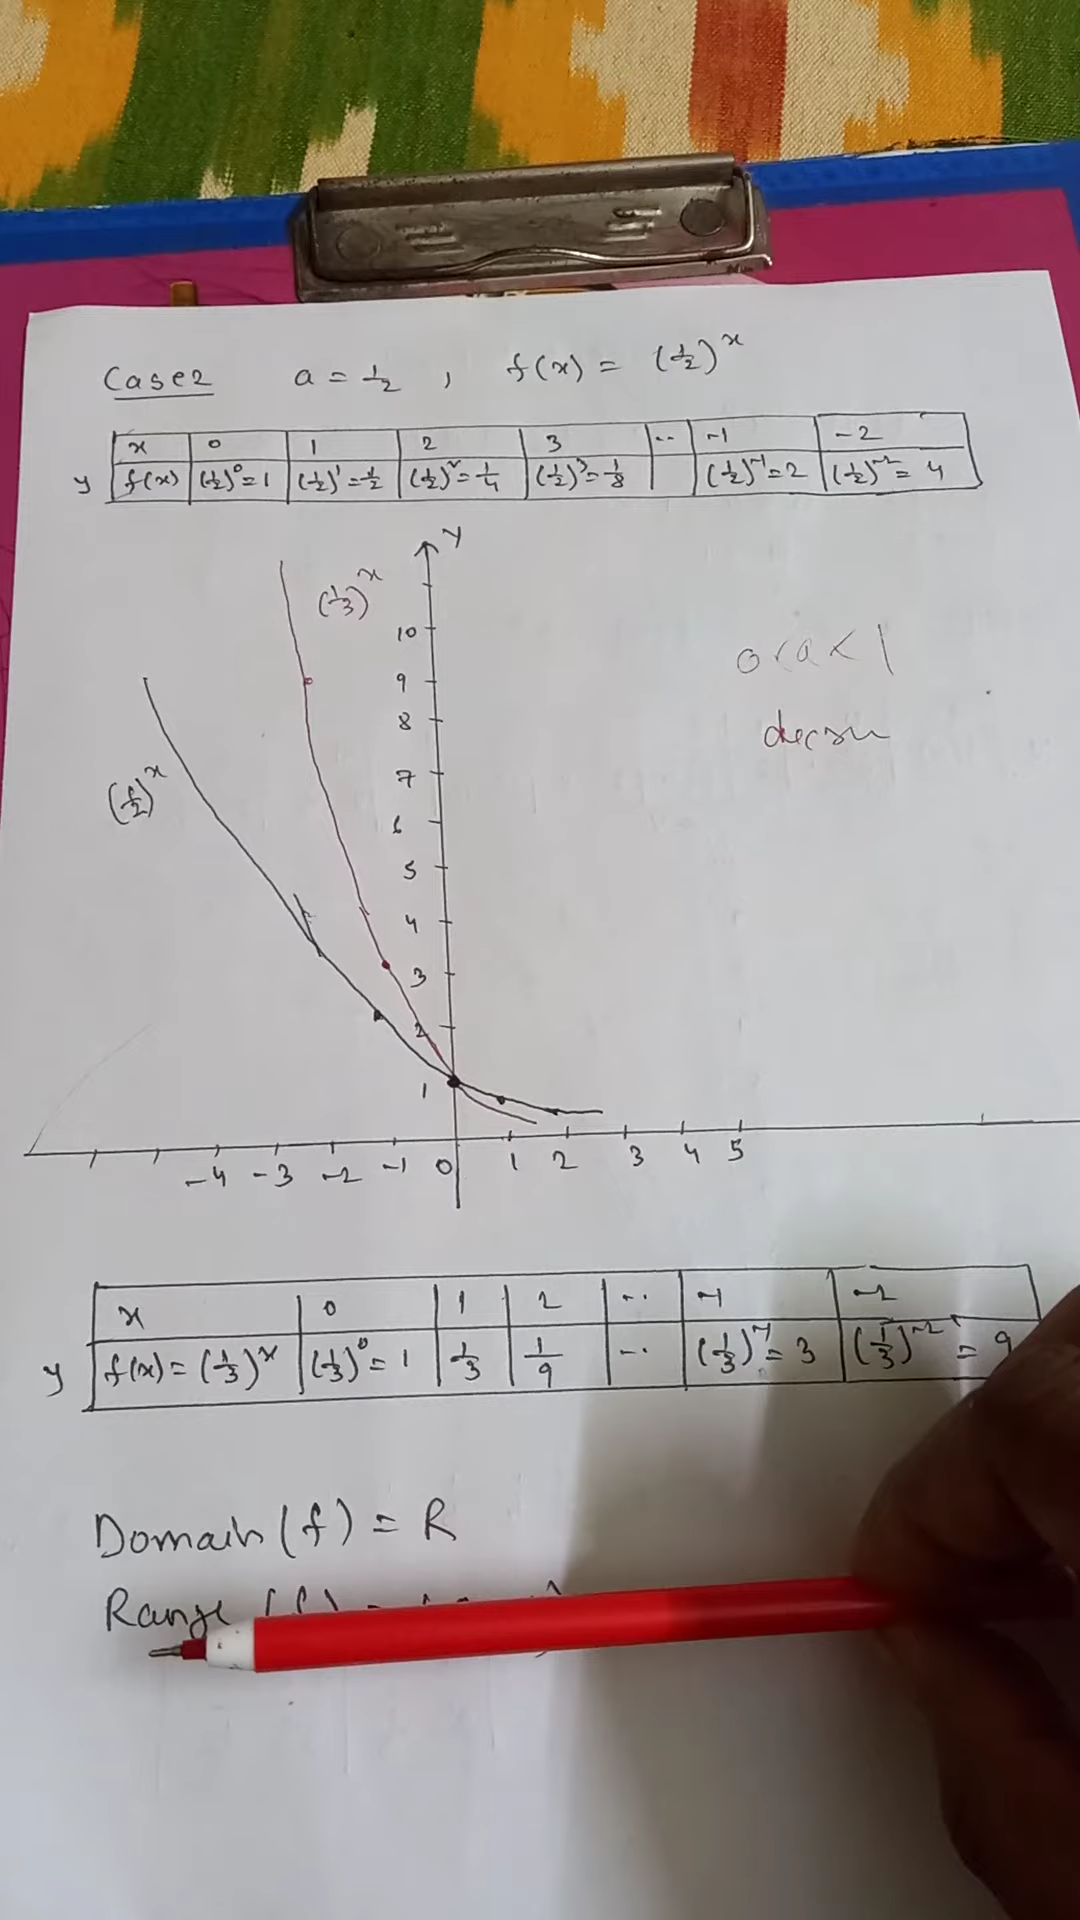 Case 2 a = 1/2 , f(x) = (1/2)^x
x 0 1 2 3 .. -1 -2
y f(x) (1/2)^0 = 1 (1/2)^1 = 1/2 (1/2)^2 = 1/4 (1/2)^3 = 1/8 (1/2)^-1 = 2 (1/2)^-2 = 4
y
(1/3)^x
10
0<a<1
9
8
(1/2)^x
7
6
5
4
3
2
1
-4 -3 -2 -1 0 1 2 3 4 5
x 0 1 2 .. -1 -2
y f(x) = (1/3)^x (1/3)^0 = 1 1/3 1/9 -.. (1/3)^-1 = 3 (1/3)^-2 = 9
Domain (f) = R
Range